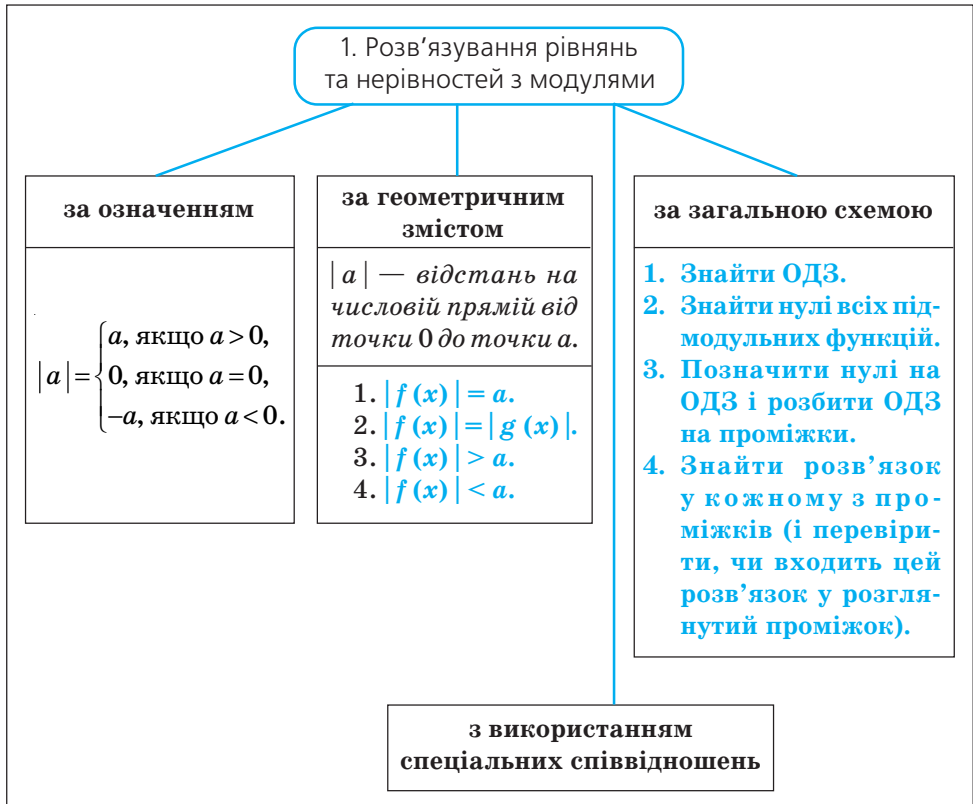 1. Розв’язування рівнянь
та нерівностей з модулями
за означенням
|a| = { a, якщо a > 0,
0, якщо a = 0,
–a, якщо a < 0.
за геометричним
змістом
|a| — відстань на
числовій прямій від
точки 0 до точки a.
1. |f (x)| = a.
2. |f (x)| = |g (x)|.
3. |f (x)| > a.
4. |f (x)| < a.
за загальною схемою
1. Знайти ОДЗ.
2. Знайти нулі всіх під-
модульних функцій.
3. Позначити нулі на
ОДЗ і розбити ОДЗ
на проміжки.
4. Знайти розв’язок
у кожному з про-
міжків (і перевіри-
ти, чи входить цей
розв’язок у розгля-
нутий проміжок).
з використанням
спеціальних співвідношень